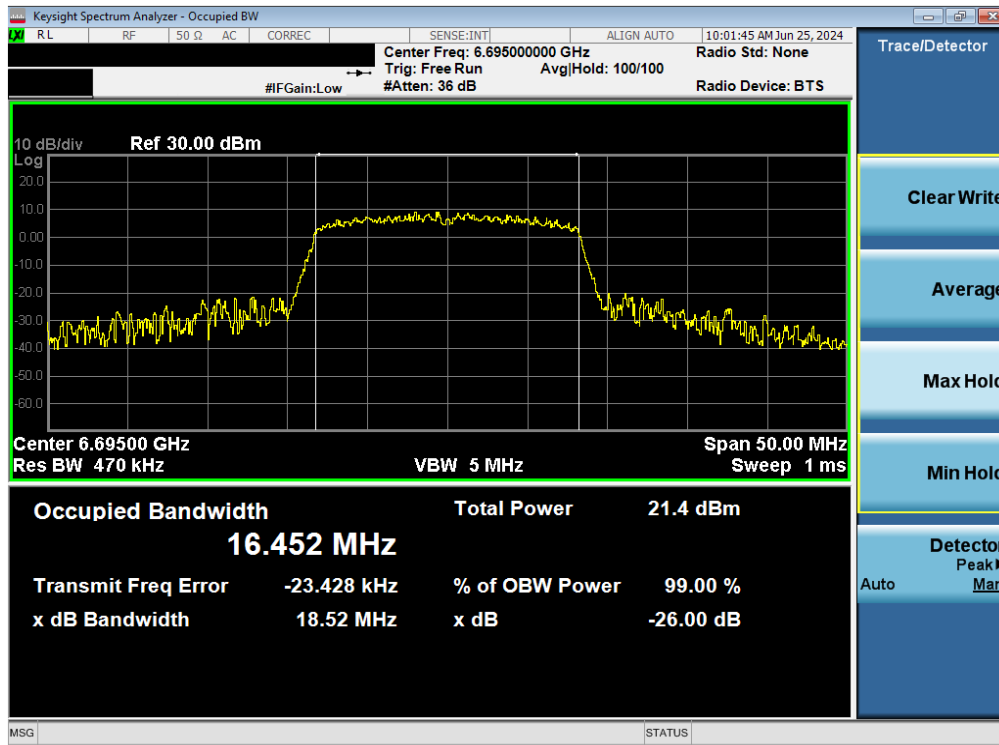 Keysight Spectrum Analyzer - Occupied BW
LXI RL RF 50 Ω AC CORREC SENSE:INT ALIGN AUTO 10:01:45 AM Jun 25, 2024
Center Freq: 6.695000000 GHz Radio Std: None
Trig: Free Run Avg|Hold: 100/100
#IFGain:Low #Atten: 36 dB Radio Device: BTS
Trace/Detector
10 dB/div Ref 30.00 dBm
Log
20.0
10.0
0.00
-10.0
-20.0
-30.0
-40.0
-50.0
-60.0
Center 6.69500 GHz Span 50.00 MHz
Res BW 470 kHz VBW 5 MHz Sweep 1 ms
Occupied Bandwidth Total Power 21.4 dBm
16.452 MHz
Transmit Freq Error -23.428 kHz % of OBW Power 99.00 %
x dB Bandwidth 18.52 MHz x dB -26.00 dB
Clear Write
Average
Max Hold
Min Hold
Detector
Peak
Auto Man
MSG STATUS